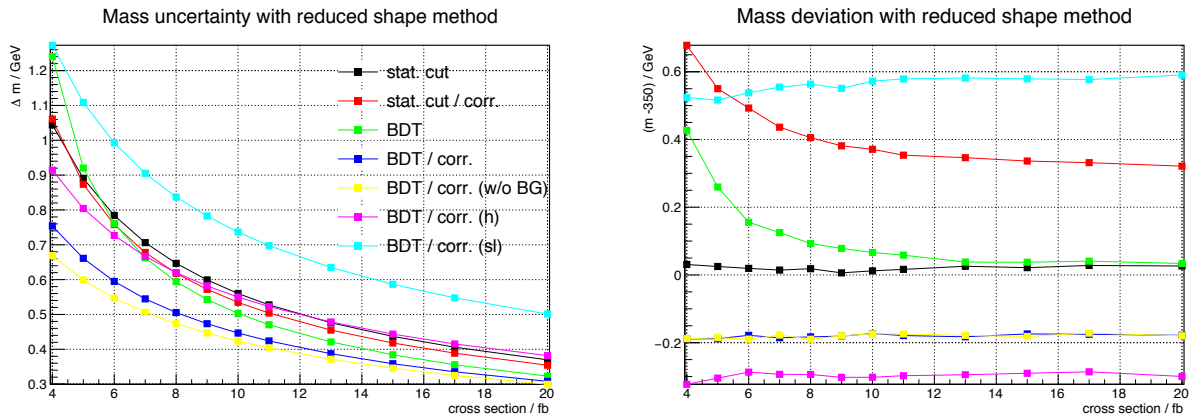 Mass uncertainty with reduced shape method
Δ m / GeV
1.2
1.1
1
0.9
0.8
0.7
0.6
0.5
0.4
0.3
stat. cut
stat. cut / corr.
BDT
BDT / corr.
BDT / corr. (w/o BG)
BDT / corr. (h)
BDT / corr. (sl)
4 6 8 10 12 14 16 18 20
cross section / fb
Mass deviation with reduced shape method
(m -350) / GeV
0.6
0.4
0.2
0
−0.2
4 6 8 10 12 14 16 18 20
cross section / fb